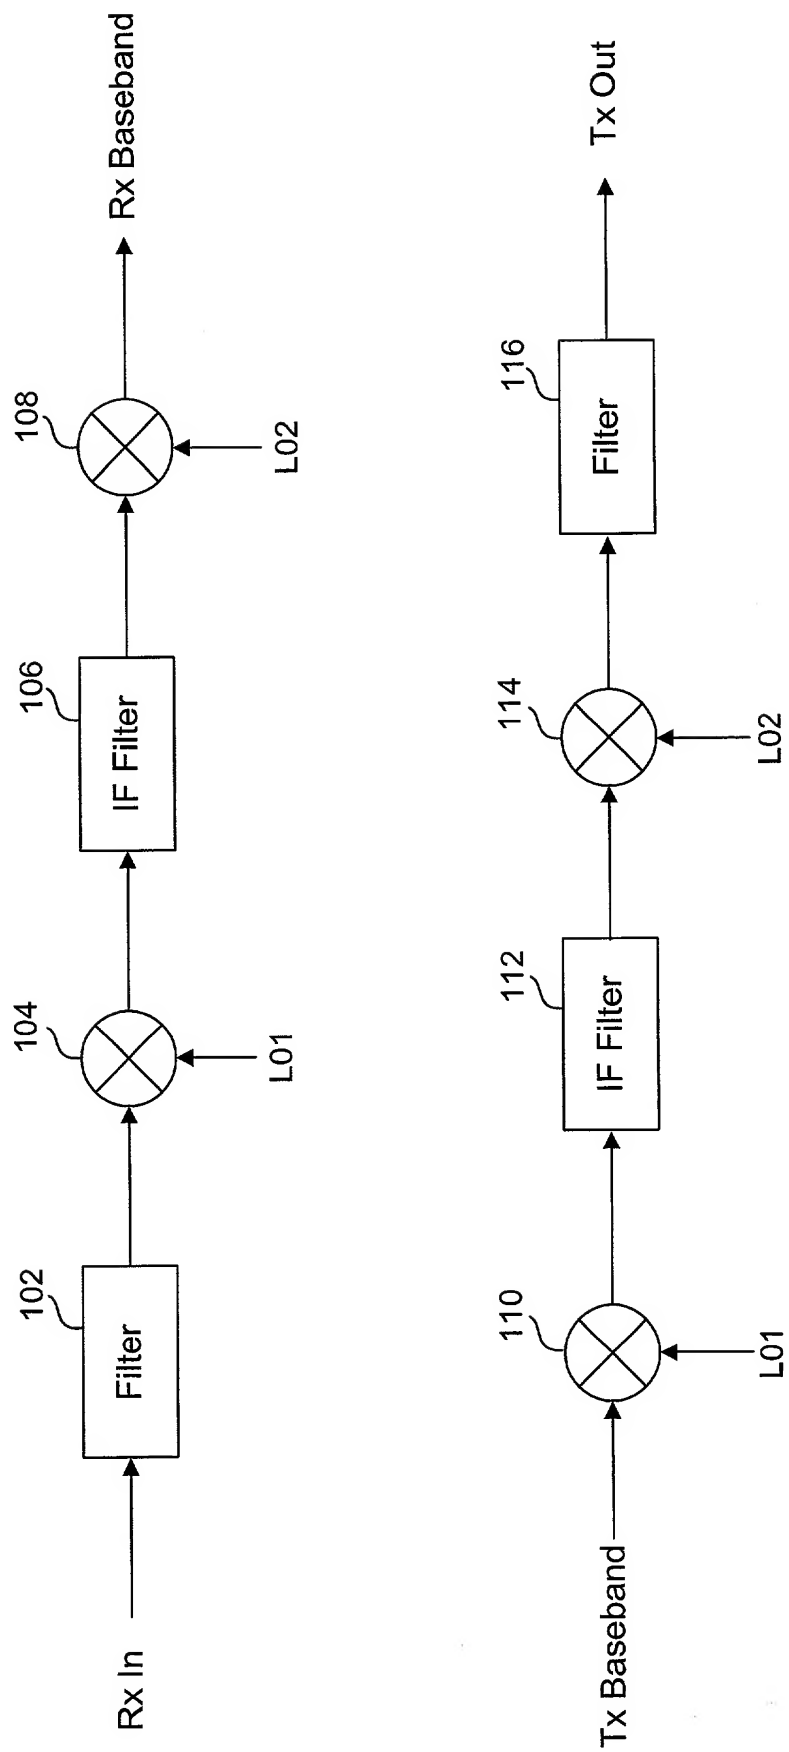 Rx In
102
Filter
104
L01
106
IF Filter
108
L02
Rx Baseband
Tx Baseband
110
L01
112
IF Filter
114
L02
116
Filter
Tx Out